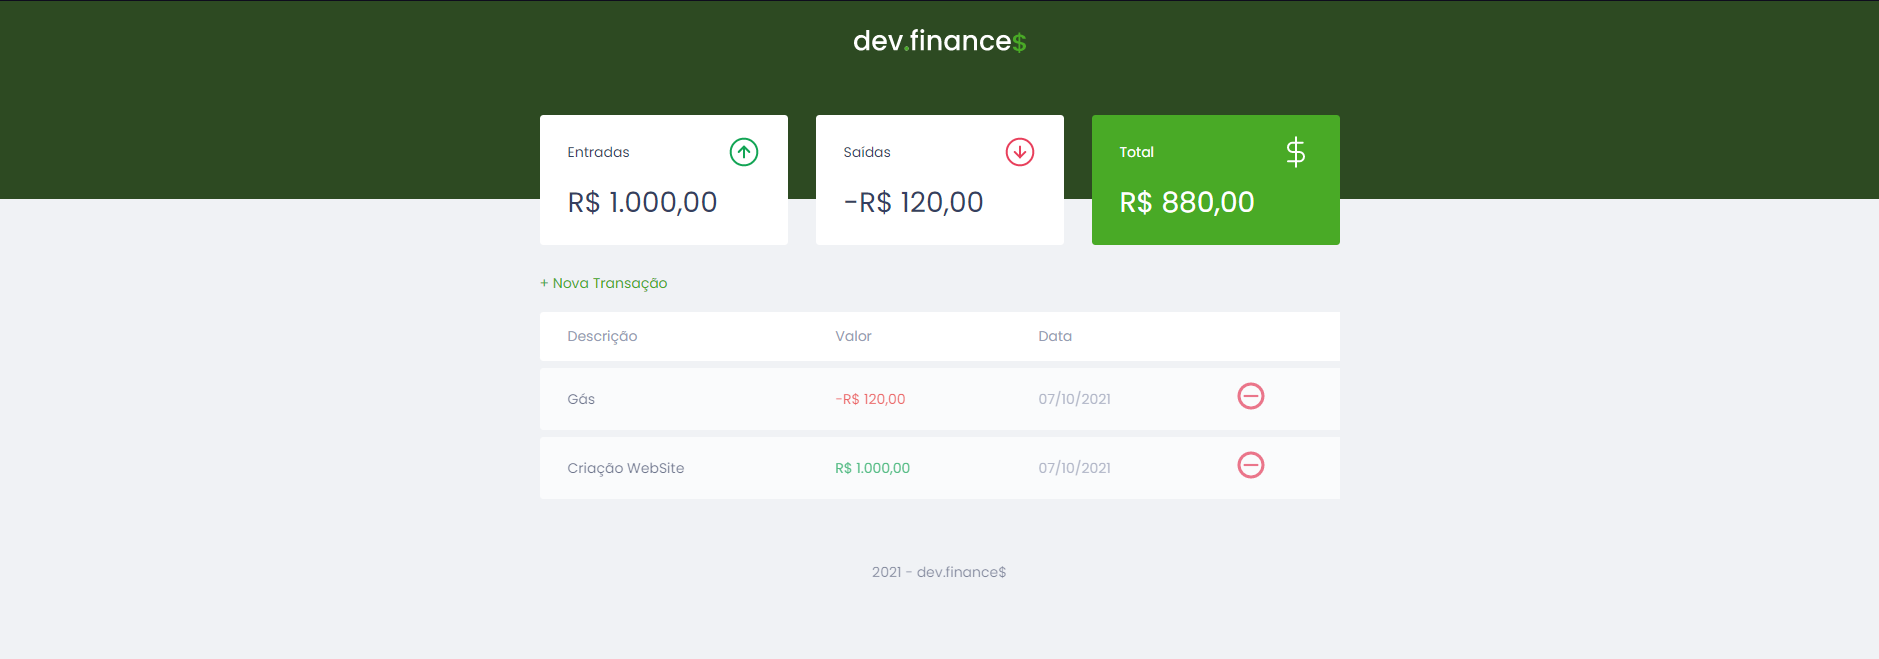 dev.finance$
Entradas
R$ 1.000,00
Saídas
-R$ 120,00
Total
$
R$ 880,00
+ Nova Transação
Descrição Valor Data
Gás -R$ 120,00 07/10/2021
Criação WebSite R$ 1.000,00 07/10/2021
2021 - dev.finance$